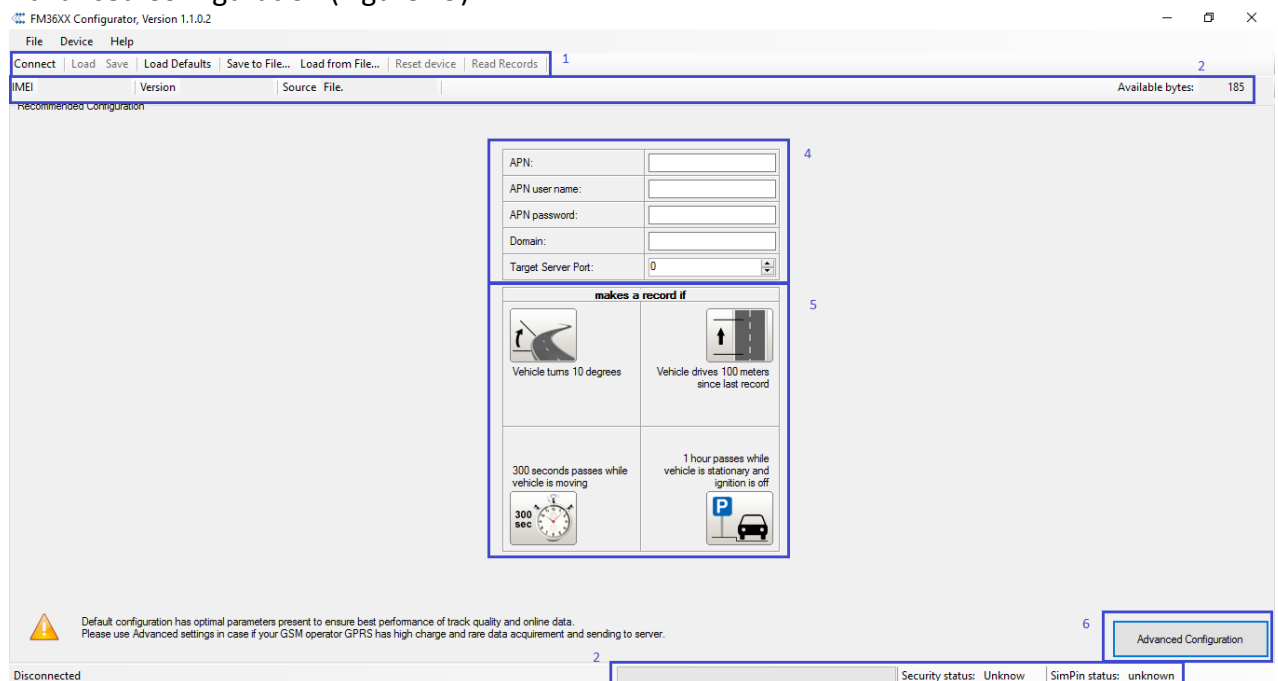 FM36XX Configurator, Version 1.1.0.2
File Device Help
Connect Load Save Load Defaults Save to File... Load from File... Reset device Read Records 1
2
IMEI Version Source File. Available bytes: 185
Recommended Configuration
4
APN:
APN user name:
APN password:
Domain:
Target Server Port: 0
makes a record if
5
Vehicle turns 10 degrees
Vehicle drives 100 meters
since last record
300 seconds passes while
vehicle is moving
300
sec
1 hour passes while
vehicle is stationary and
ignition is off
P
Default configuration has optimal parameters present to ensure best performance of track quality and online data.
Please use Advanced settings in case if your GSM operator GPRS has high charge and rare data acquirement and sending to server.
6
Advanced Configuration
2
Disconnected Security status: Unknow SimPin status: unknown